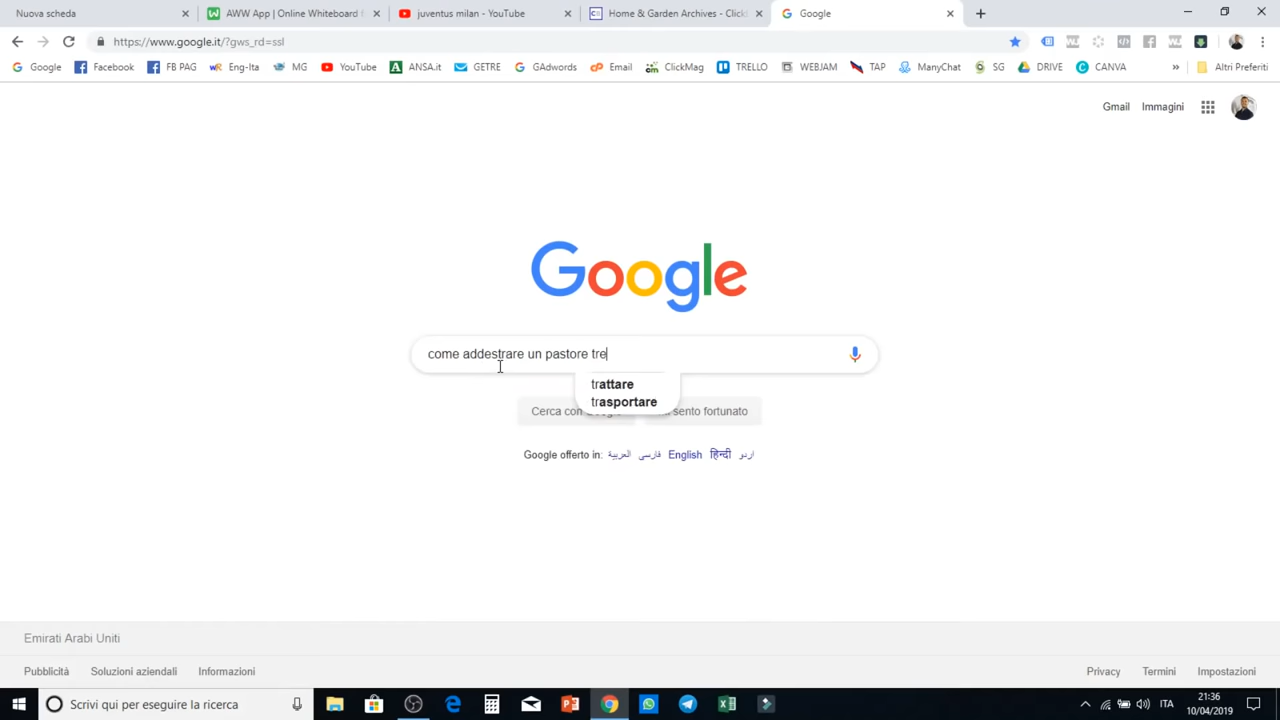 Nuova scheda
AWW App | Online Whiteboard f
juventus milan - YouTube
Home & Garden Archives - Click
Google
https://www.google.it/?gws_rd=ssl
Google Facebook FB PAG Eng-Ita MG YouTube ANSA.it GETRE GAdwords Email ClickMag TRELLO WEBJAM TAP ManyChat SG DRIVE CANVA » Altri Preferiti
Gmail Immagini
Google
come addestrare un pastore tre
trattare
trasportare
Cerca con Google sento fortunato
Google offerto in: العربية فارسی English हिन्दी اردو
Emirati Arabi Uniti
Pubblicità Soluzioni aziendali Informazioni
Privacy Termini Impostazioni
Scrivi qui per eseguire la ricerca
ITA
21:36
10/04/2019